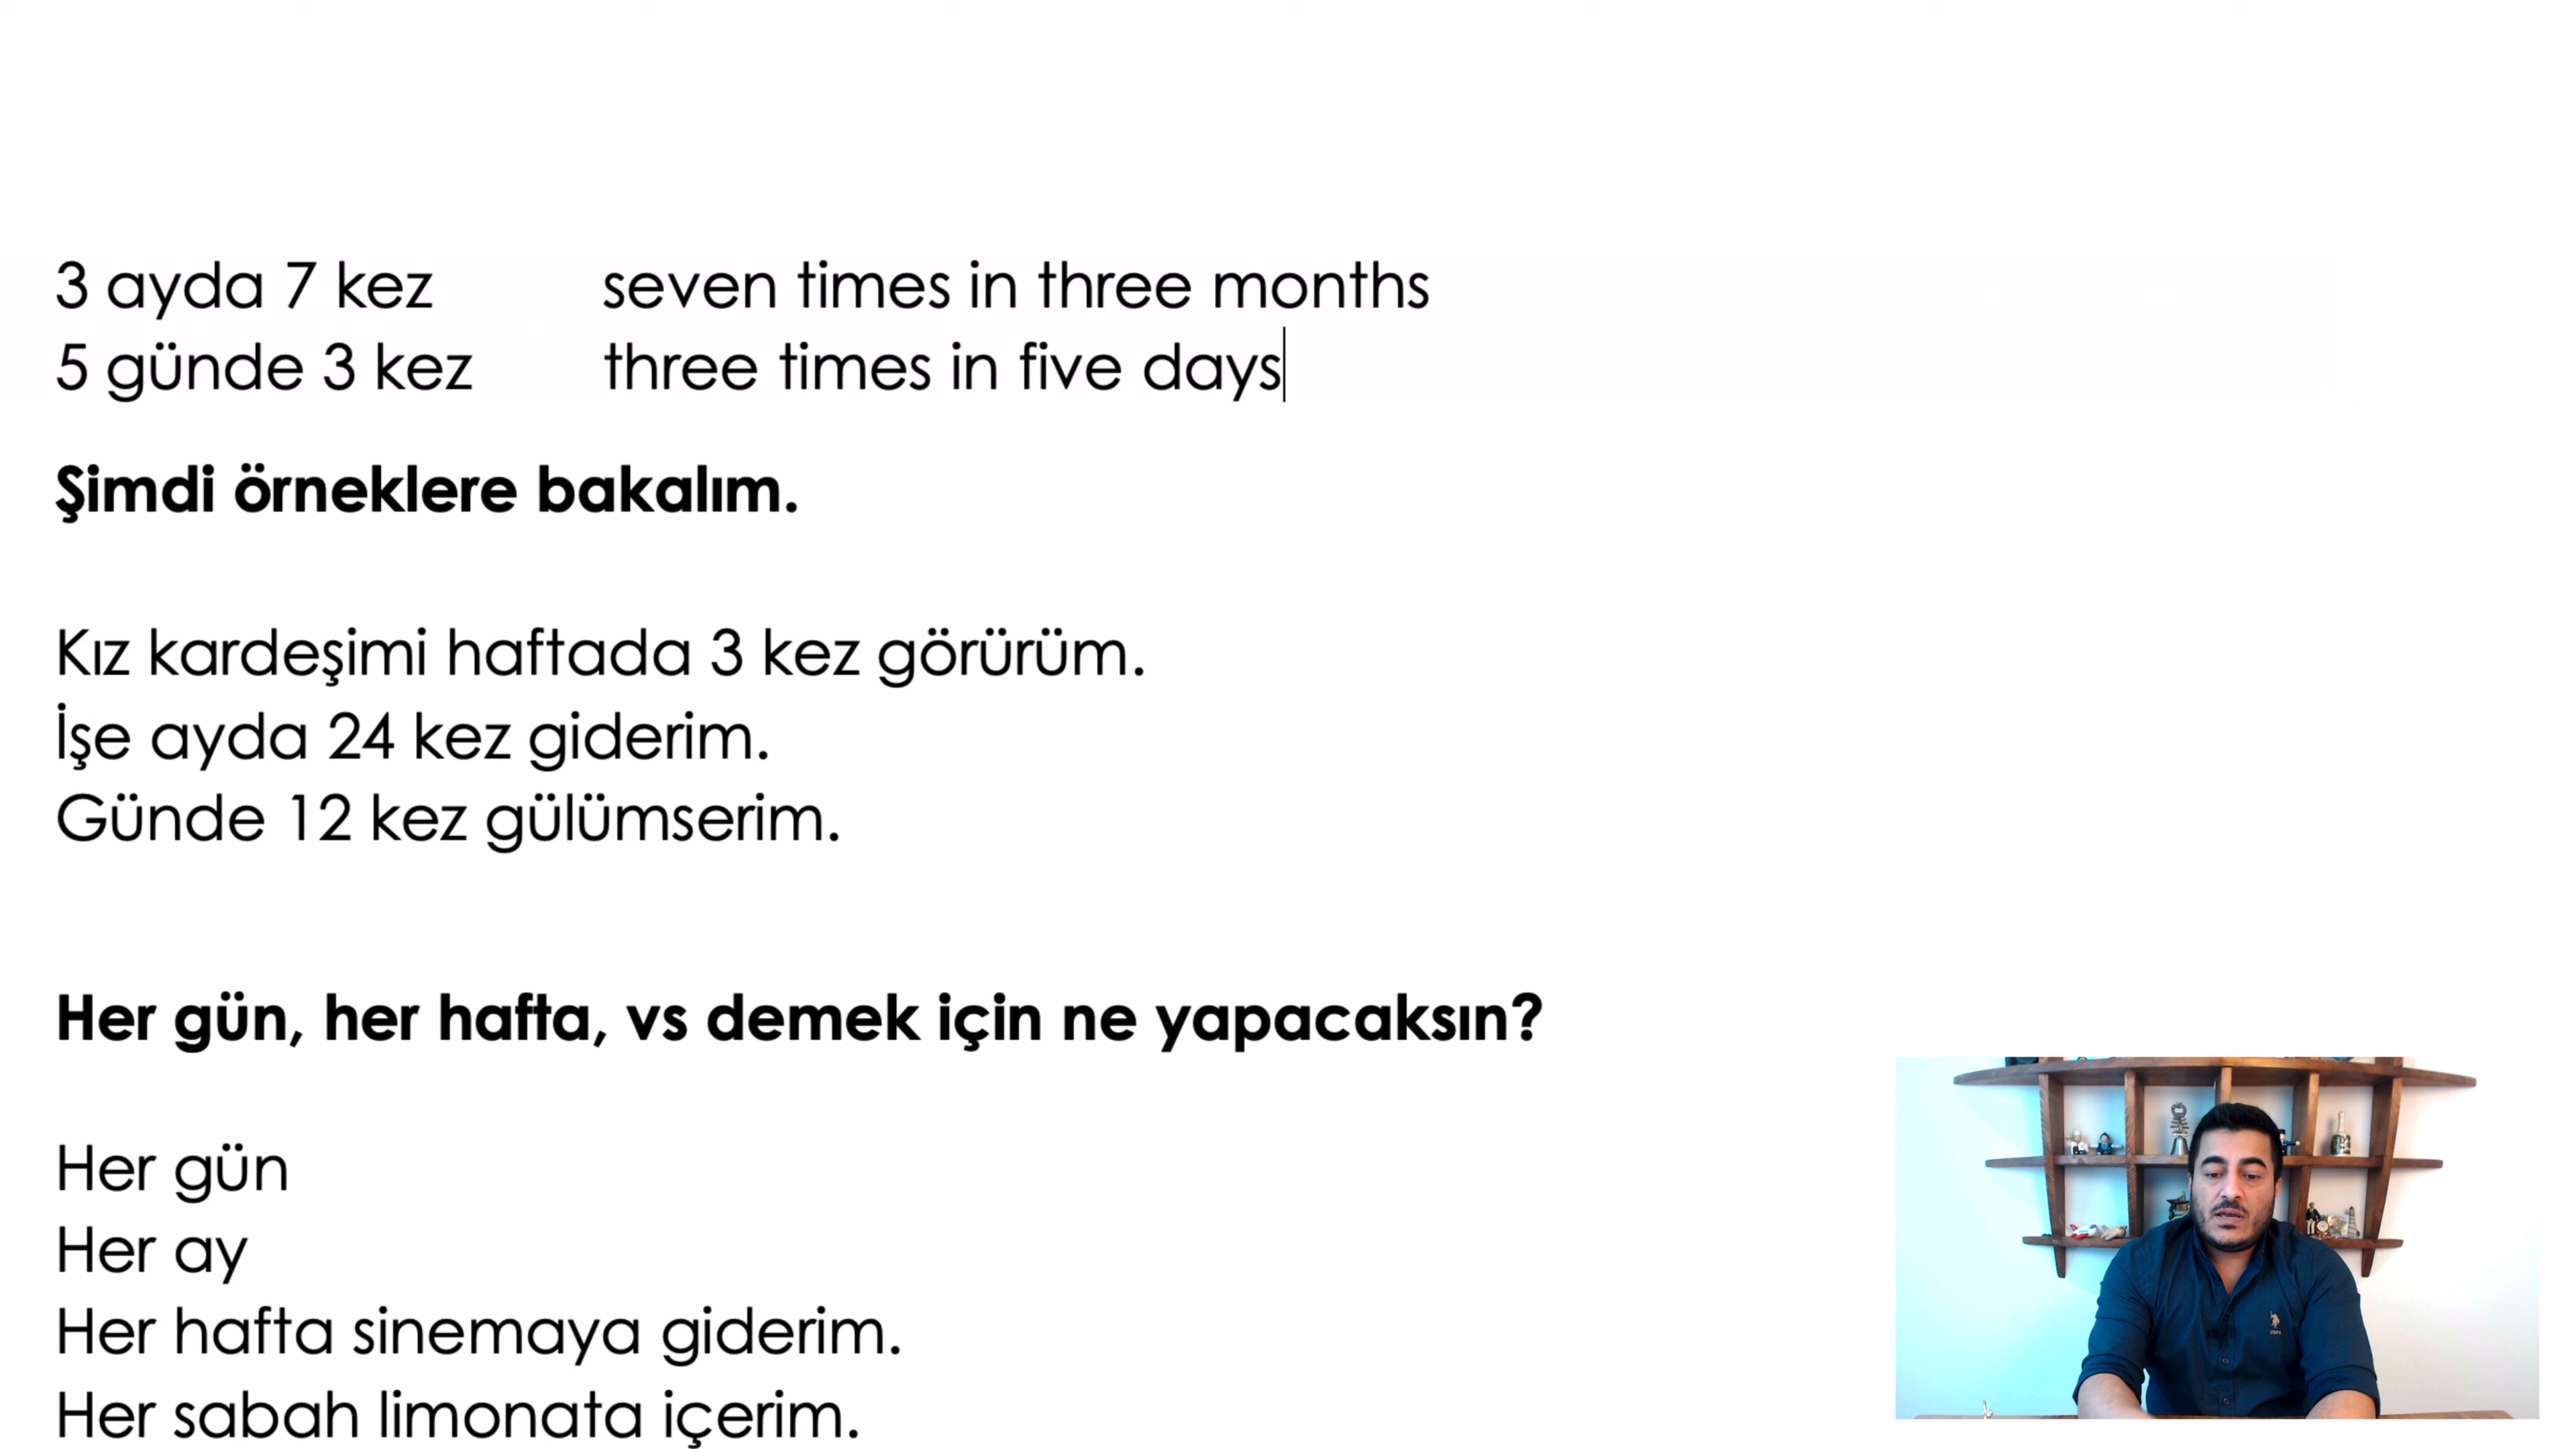 3 ayda 7 kez seven times in three months
5 günde 3 kez three times in five days
Şimdi örneklere bakalım.
Kız kardeşimi haftada 3 kez görürüm.
İşe ayda 24 kez giderim.
Günde 12 kez gülümserim.
Her gün, her hafta, vs demek için ne yapacaksın?
Her gün
Her ay
Her hafta sinemaya giderim.
Her sabah limonata içerim.